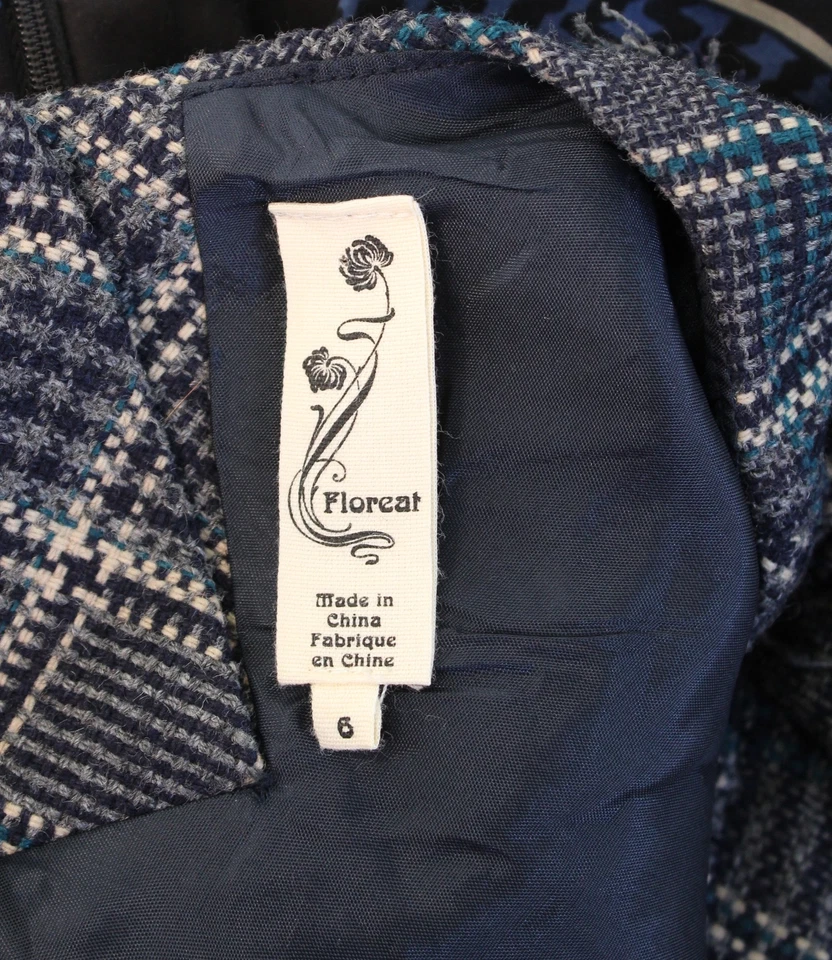 Floreat
Made in
China
Fabrique
en Chine
6